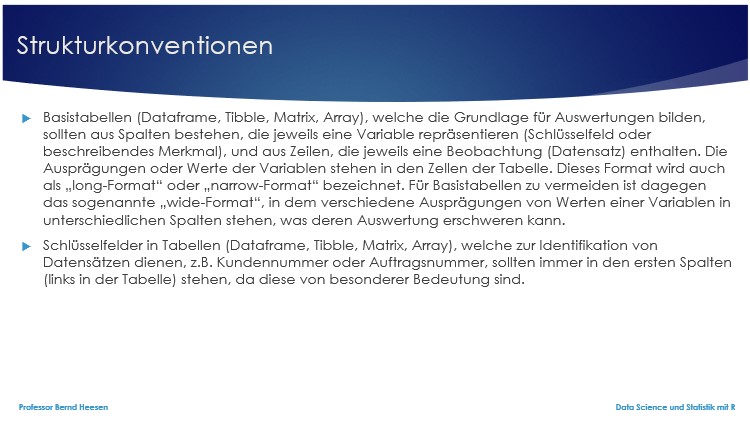 Strukturkonventionen
Basistabellen (Dataframe, Tibble, Matrix, Array), welche die Grundlage für Auswertungen bilden,
sollten aus Spalten bestehen, die jeweils eine Variable repräsentieren (Schlüsselfeld oder
beschreibendes Merkmal), und aus Zeilen, die jeweils eine Beobachtung (Datensatz) enthalten. Die
Ausprägungen oder Werte der Variablen stehen in den Zellen der Tabelle. Dieses Format wird auch
als „long-Format“ oder „narrow-Format“ bezeichnet. Für Basistabellen zu vermeiden ist dagegen
das sogenannte „wide-Format“, in dem verschiedene Ausprägungen von Werten einer Variablen in
unterschiedlichen Spalten stehen, was deren Auswertung erschweren kann.
Schlüsselfelder in Tabellen (Dataframe, Tibble, Matrix, Array), welche zur Identifikation von
Datensätzen dienen, z.B. Kundennummer oder Auftragsnummer, sollten immer in den ersten Spalten
(links in der Tabelle) stehen, da diese von besonderer Bedeutung sind.
Professor Bernd Heesen
Data Science und Statistik mit R